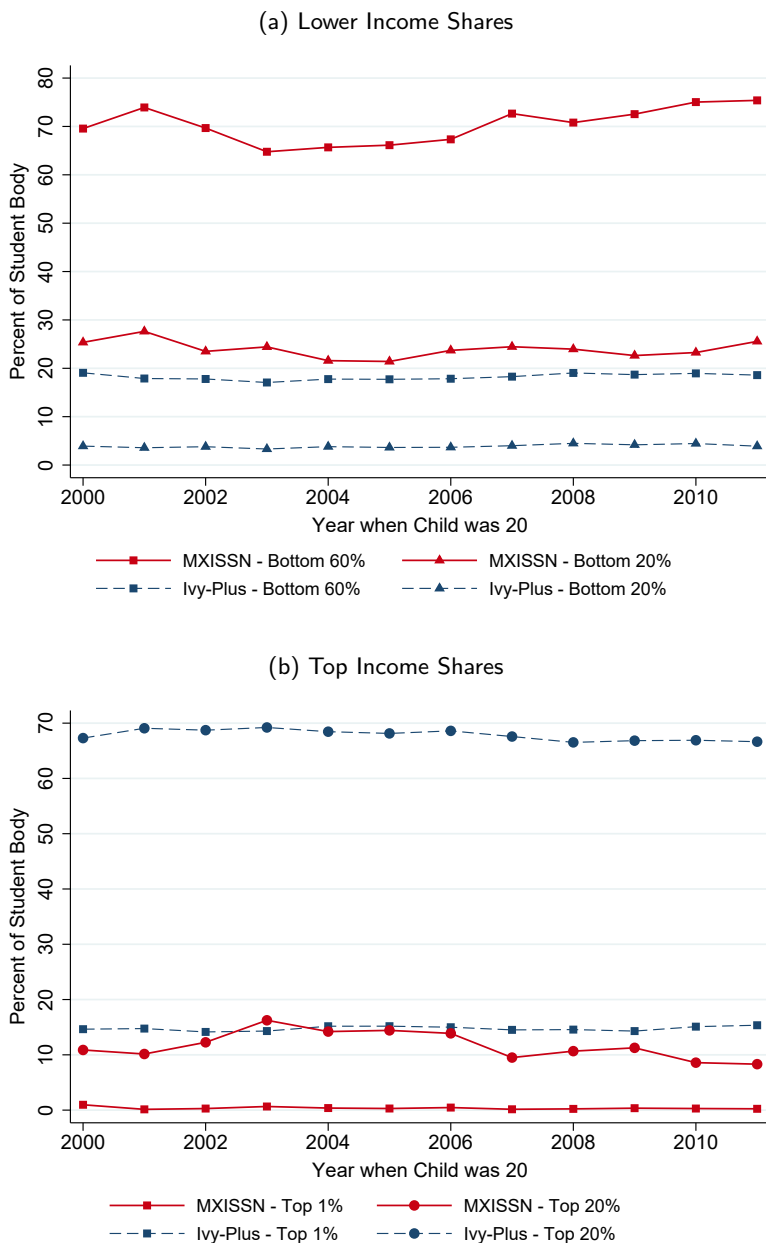 (a) Lower Income Shares
80
70
60
50
40
30
20
10
0
Percent of Student Body
2000 2002 2004 2006 2008 2010
Year when Child was 20
MXISSN - Bottom 60% MXISSN - Bottom 20%
Ivy-Plus - Bottom 60% Ivy-Plus - Bottom 20%
(b) Top Income Shares
70
60
50
40
30
20
10
0
Percent of Student Body
2000 2002 2004 2006 2008 2010
Year when Child was 20
MXISSN - Top 1% MXISSN - Top 20%
Ivy-Plus - Top 1% Ivy-Plus - Top 20%